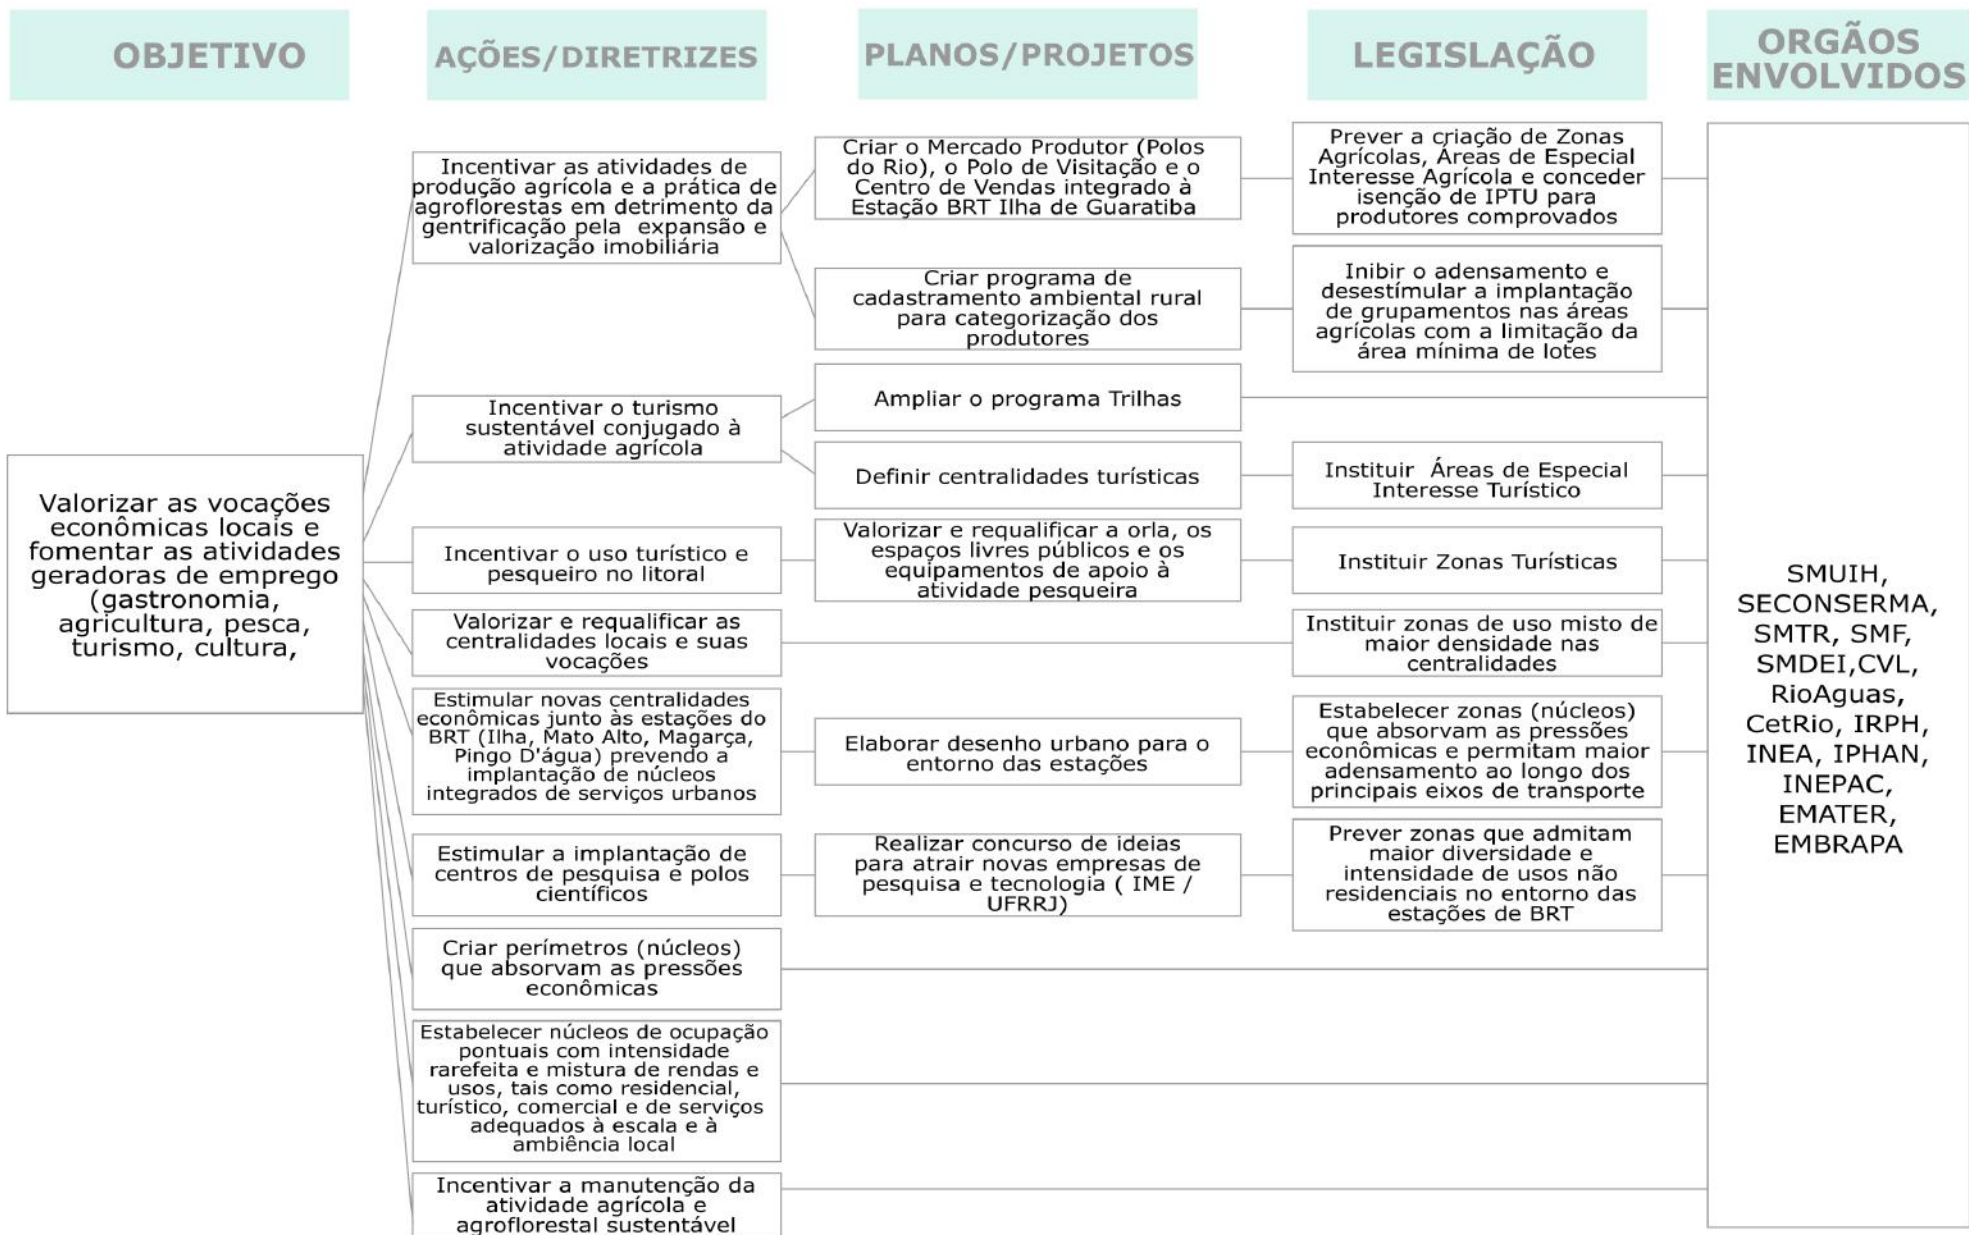 OBJETIVO
AÇÕES/DIRETRIZES
PLANOS/PROJETOS
LEGISLAÇÃO
ORGÃOS
ENVOLVIDOS
Valorizar as vocações
econômicas locais e
fomentar as atividades
geradoras de emprego
(gastronomia,
agricultura, pesca,
turismo, cultura,
Incentivar as atividades de
produção agrícola e a prática de
agroflorestas em detrimento da
gentrificação pela expansão e
valorização imobiliária
Criar o Mercado Produtor (Polos
do Rio), o Polo de Visitação e o
Centro de Vendas integrado à
Estação BRT Ilha de Guaratiba
Prever a criação de Zonas
Agrícolas, Áreas de Especial
Interesse Agrícola e conceder
isenção de IPTU para
produtores comprovados
Criar programa de
cadastramento ambiental rural
para categorização dos
produtores
Inibir o adensamento e
desestímular a implantação
de grupamentos nas áreas
agrícolas com a limitação da
área mínima de lotes
Incentivar o turismo
sustentável conjugado à
atividade agrícola
Ampliar o programa Trilhas
Definir centralidades turísticas
Instituir Áreas de Especial
Interesse Turístico
Incentivar o uso turístico e
pesqueiro no litoral
Valorizar e requalificar a orla, os
espaços livres públicos e os
equipamentos de apoio à
atividade pesqueira
Instituir Zonas Turísticas
Valorizar e requalificar as
centralidades locais e suas
vocações
Instituir zonas de uso misto de
maior densidade nas
centralidades
Estimular novas centralidades
econômicas junto às estações do
BRT (Ilha, Mato Alto, Magarça,
Pingo D'água) prevendo a
implantação de núcleos
integrados de serviços urbanos
Elaborar desenho urbano para o
entorno das estações
Estabelecer zonas (núcleos)
que absorvam as pressões
econômicas e permitam maior
adensamento ao longo dos
principais eixos de transporte
Estimular a implantação de
centros de pesquisa e polos
científicos
Realizar concurso de ideias
para atrair novas empresas de
pesquisa e tecnologia ( IME /
UFRRJ)
Prever zonas que admitam
maior diversidade e
intensidade de usos não
residenciais no entorno das
estações de BRT
Criar perímetros (núcleos)
que absorvam as pressões
econômicas
Estabelecer núcleos de ocupação
pontuais com intensidade
rarefeita e mistura de rendas e
usos, tais como residencial,
turístico, comercial e de serviços
adequados à escala e à
ambiência local
Incentivar a manutenção da
atividade agrícola e
agroflorestal sustentável
SMUIH,
SECONSERMA,
SMTR, SMF,
SMDEI,CVL,
RioAguas,
CetRio, IRPH,
INEA, IPHAN,
INEPAC,
EMATER,
EMBRAPA